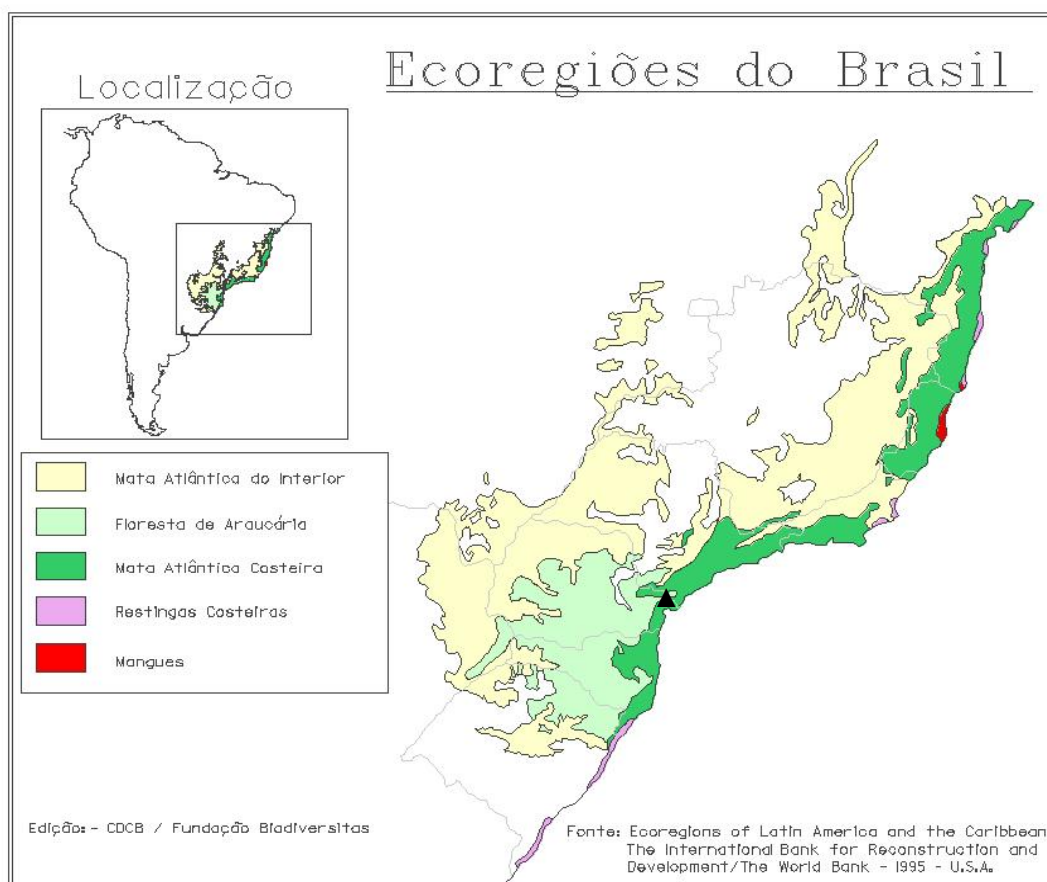 Ecoregiões do Brasil
Localização
Mata Atlântica do Interior
Floresta de Araucária
Mata Atlântica Costeira
Restingas Costeiras
Mangues
Edição:- CDCB / Fundação Biodiversitas
Fonte: Ecoregions of Latin America and the Caribbean
The International Bank for Reconstruction and
Development/The World Bank - 1995 - U.S.A.